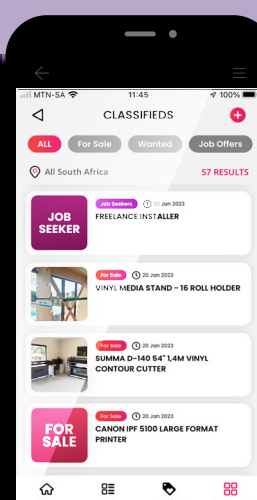 MTN-SA 11:45 100%
CLASSIFIEDS
ALL For Sale Wanted Job Offers
All South Africa 57 RESULTS
JOB SEEKER
Job Seekers 20 Jan 2023
FREELANCE INSTALLER
For Sale 20 Jan 2023
VINYL MEDIA STAND - 16 ROLL HOLDER
For Sale 20 Jan 2023
SUMMA D-140 54" 1,4M VINYL
CONTOUR CUTTER
FOR SALE
For Sale 20 Jan 2023
CANON IPF 5100 LARGE FORMAT
PRINTER